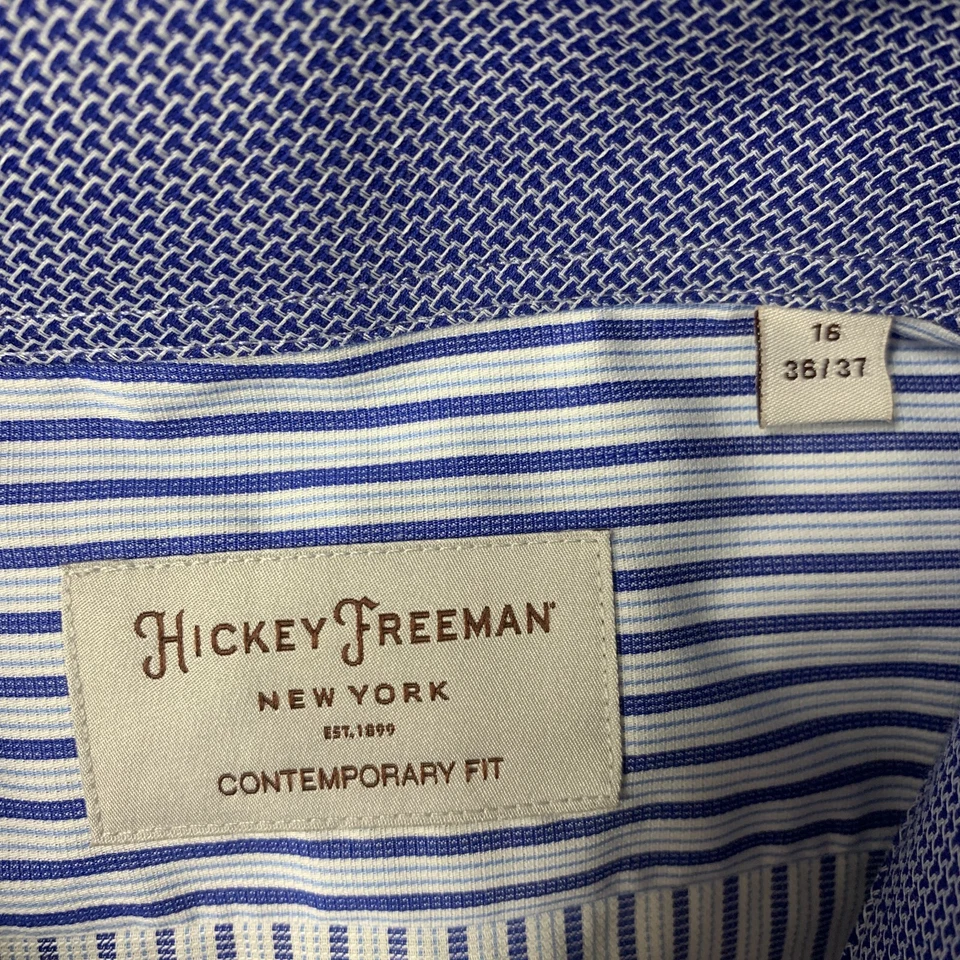 16
36/37
HICKEY FREEMAN
NEW YORK
EST. 1899
CONTEMPORARY FIT